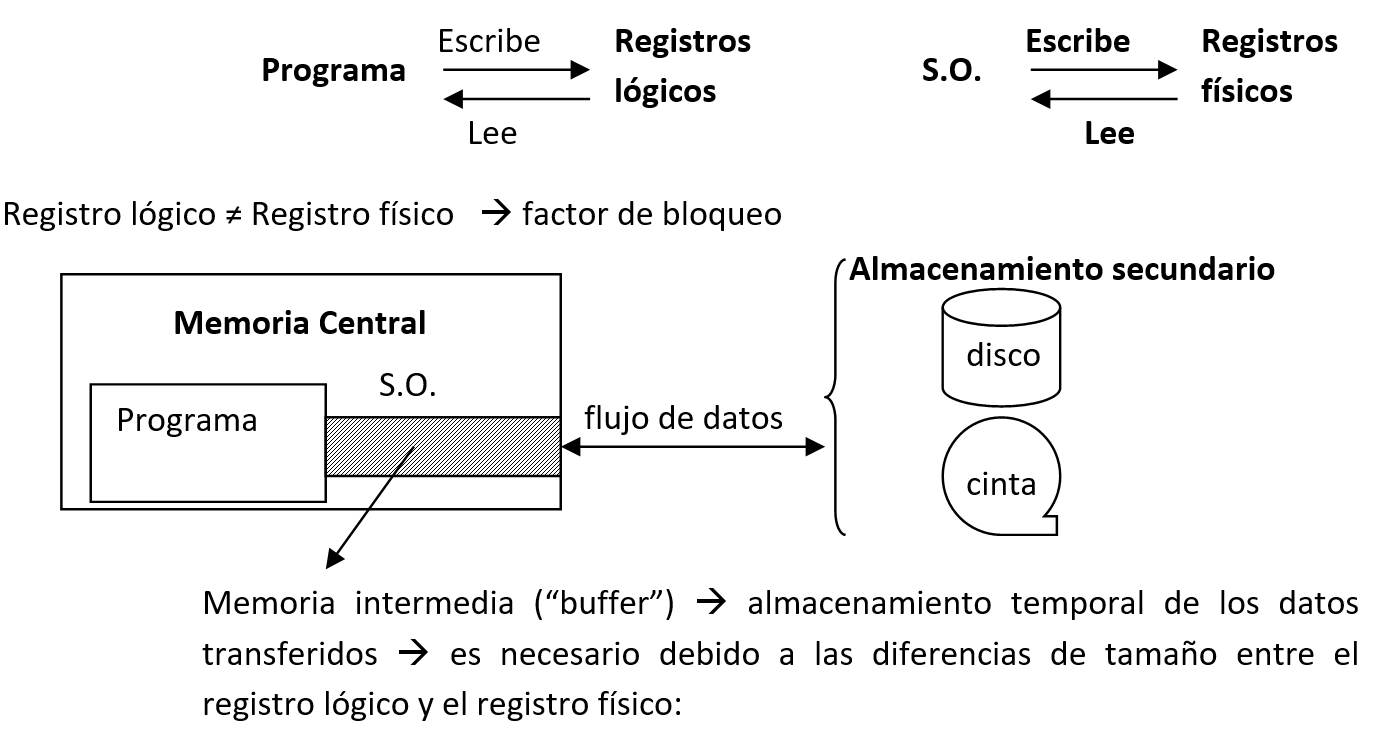 Escribe
Programa
Lee
Registros
lógicos
S.O.
Escribe
Lee
Registros
físicos
Registro lógico ≠ Registro físico → factor de bloqueo
Almacenamiento secundario
Memoria Central
S.O.
Programa
flujo de datos
disco
cinta
Memoria intermedia (“buffer”) → almacenamiento temporal de los datos
transferidos → es necesario debido a las diferencias de tamaño entre el
registro lógico y el registro físico: